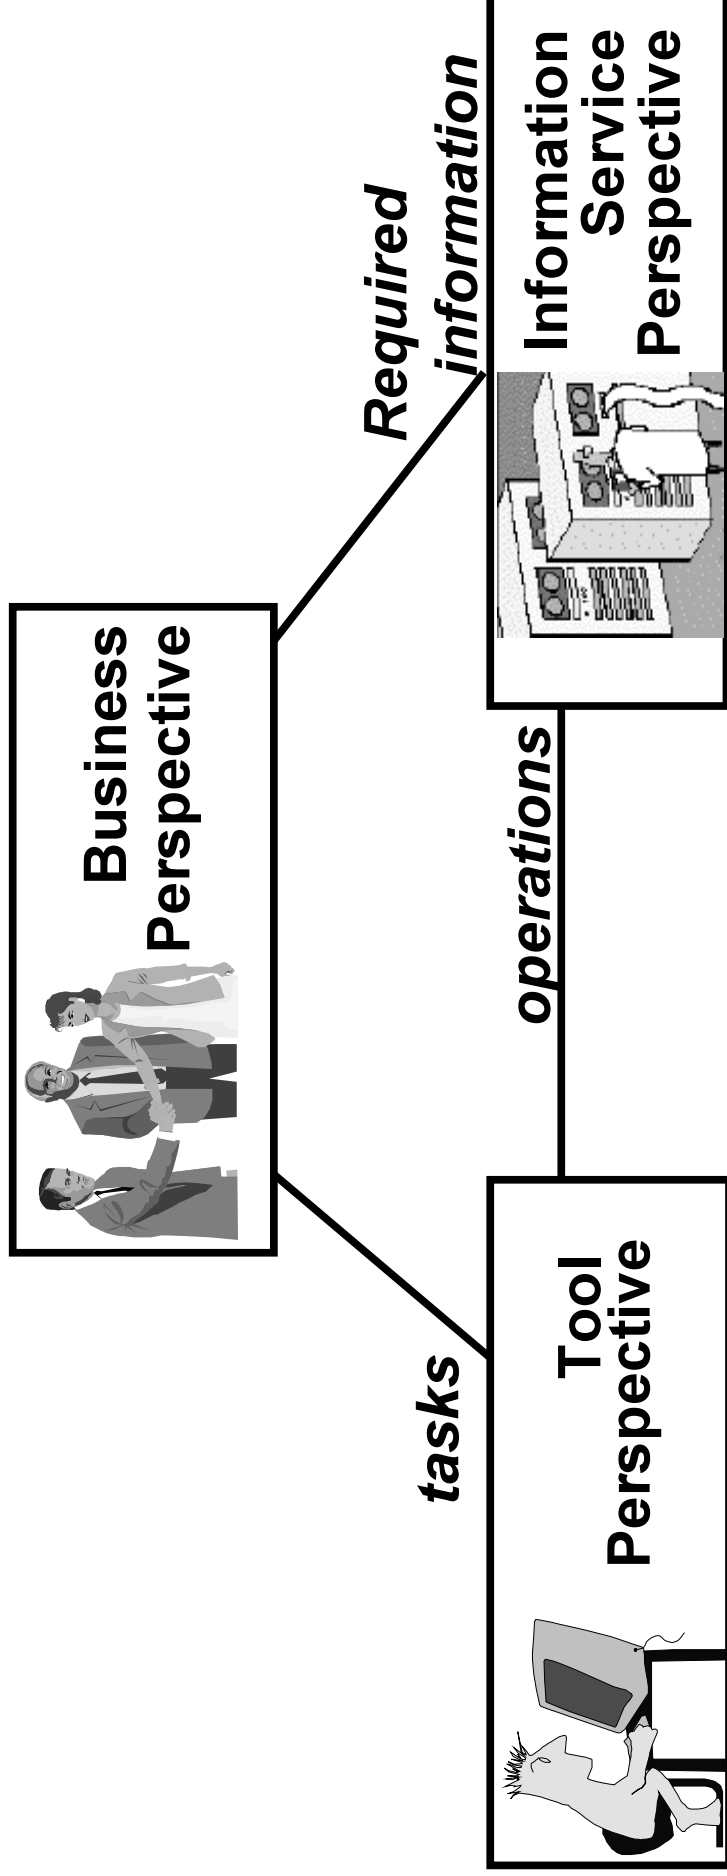 Business
Perspective
tasks
Required
information
operations
Tool
Perspective
Information
Service
Perspective